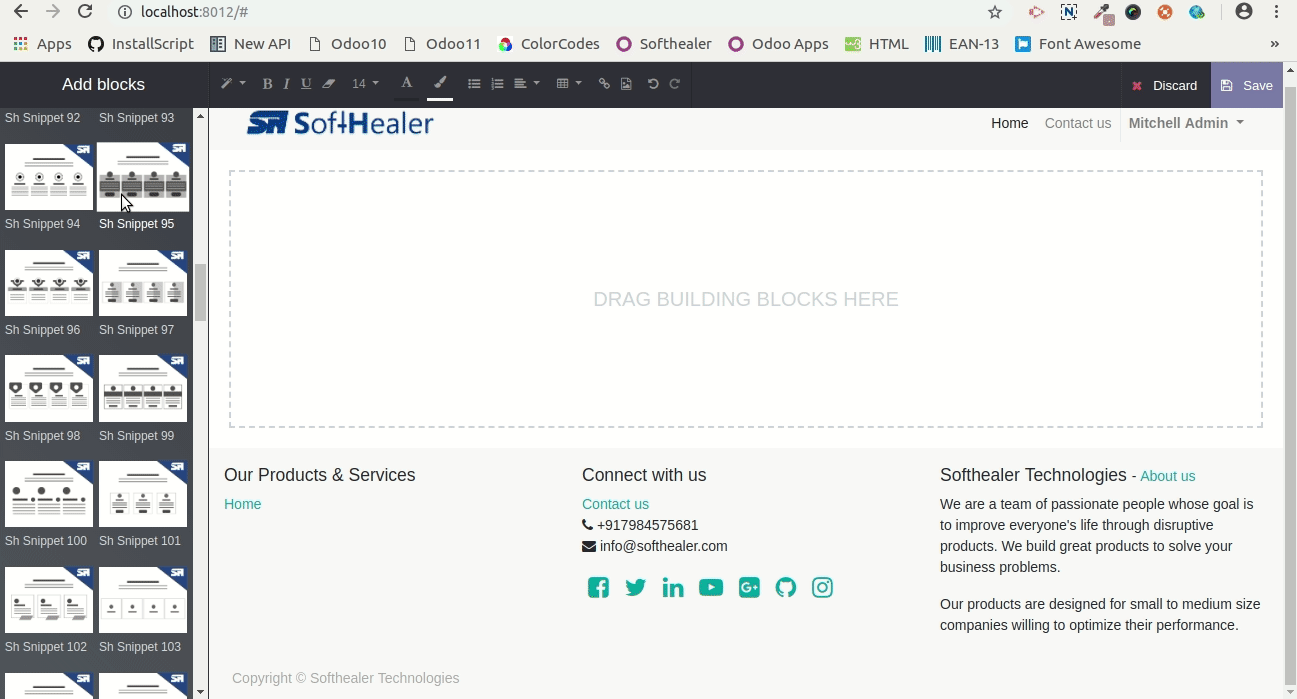 localhost:8012/#
Apps InstallScript New API Odoo10 Odoo11 ColorCodes Softhealer Odoo Apps HTML EAN-13 Font Awesome »
Add blocks B I U 14 A Discard Save
Sh Snippet 92 Sh Snippet 93
Sh Snippet 94 Sh Snippet 95
Sh Snippet 96 Sh Snippet 97
Sh Snippet 98 Sh Snippet 99
Sh Snippet 100 Sh Snippet 101
Sh Snippet 102 Sh Snippet 103
SoftHealer
Home Contact us Mitchell Admin
DRAG BUILDING BLOCKS HERE
Our Products & Services
Home
Connect with us
Contact us
+917984575681
info@softhealer.com
Softhealer Technologies - About us
We are a team of passionate people whose goal is
to improve everyone's life through disruptive
products. We build great products to solve your
business problems.
Our products are designed for small to medium size
companies willing to optimize their performance.
Copyright © Softhealer Technologies